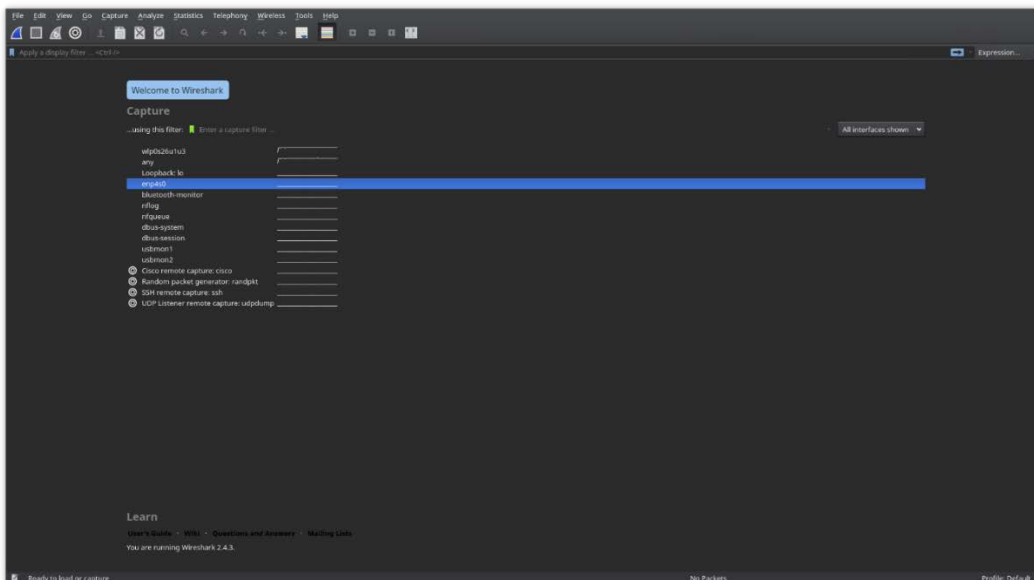 File Edit View Go Capture Analyze Statistics Telephony Wireless Tools Help
Apply a display filter ... <Ctrl-/>
Expression...
Welcome to Wireshark
Capture
...using this filter: Enter a capture filter ...
All interfaces shown
wlp0s26u1u3
any
Loopback: lo
enp4s0
bluetooth-monitor
nflog
nfqueue
dbus-system
dbus-session
usbmon1
usbmon2
Cisco remote capture: cisco
Random packet generator: randpkt
SSH remote capture: ssh
UDP Listener remote capture: udpdump
Learn
User's Guide · Wiki · Questions and Answers · Mailing Lists
You are running Wireshark 2.4.3.
Ready to load or capture
No Packets
Profile: Default